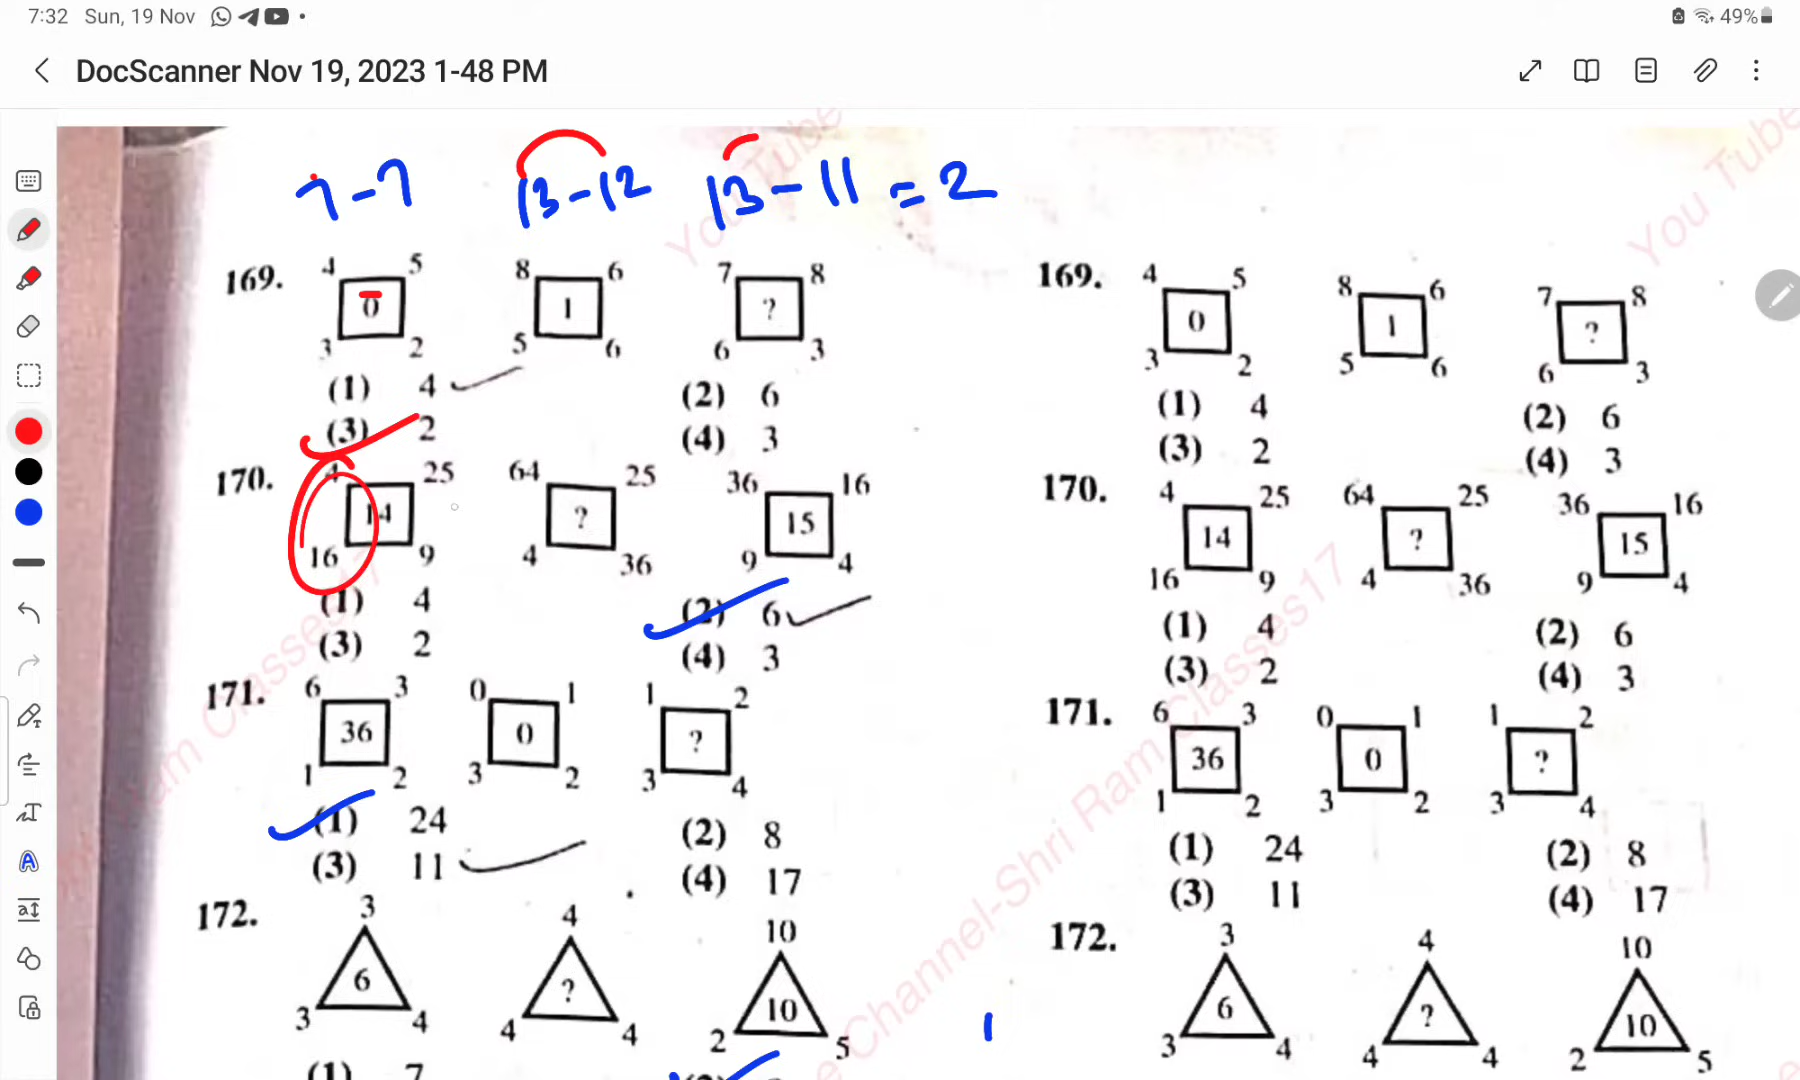 7:32 Sun, 19 Nov
49%
DocScanner Nov 19, 2023 1-48 PM
7-7 13-12 13-11=2
169.
4 5 8 6 7 8
0 1 ?
3 2 5 6 6 3
(1) 4 (2) 6
(3) 2 (4) 3
170.
4 25 64 25 36 16
14 ? 15
16 9 4 36 9 4
(1) 4 (2) 6
(3) 2 (4) 3
171.
6 3 0 1 1 2
36 0 ?
1 2 3 2 3 4
(1) 24 (2) 8
(3) 11 (4) 17
172.
3 4 10
6 ? 10
3 4 4 4 2 5
(1) 7
1
169.
4 5 8 6 7 8
0 1 ?
3 2 5 6 6 3
(1) 4 (2) 6
(3) 2 (4) 3
170.
4 25 64 25 36 16
14 ? 15
16 9 4 36 9 4
(1) 4 (2) 6
(3) 2 (4) 3
171.
6 3 0 1 1 2
36 0 ?
1 2 3 2 3 4
(1) 24 (2) 8
(3) 11 (4) 17
172.
3 4 10
6 ? 10
3 4 4 4 2 5
You Tube
You Tube
am Classes17
Channel-Shri Ram Classes17